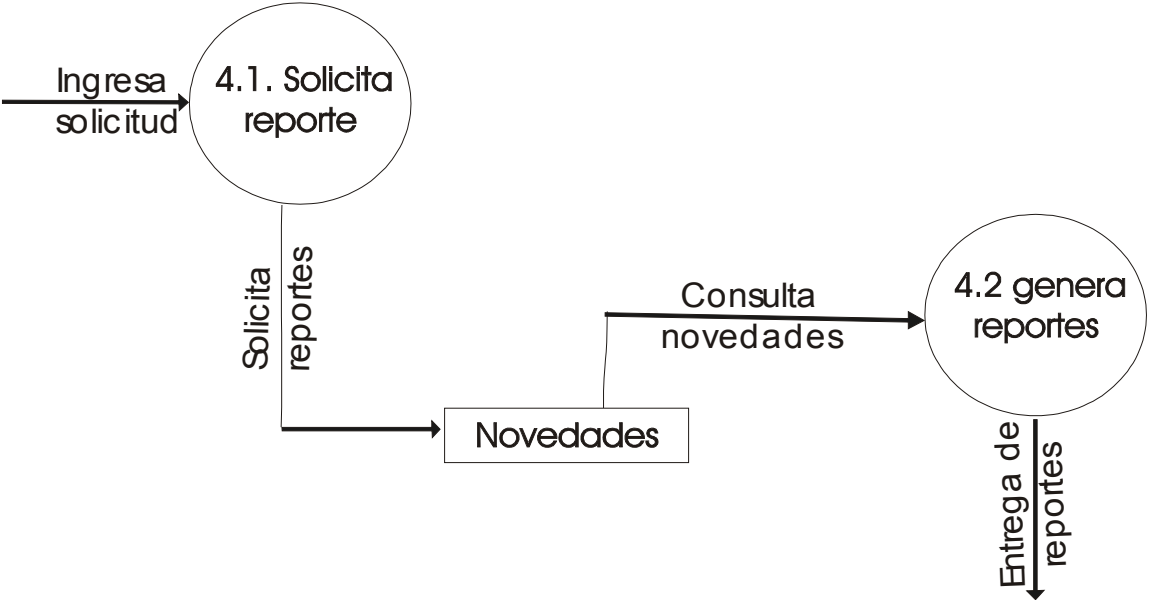 Ingresa
solicitud
4.1. Solicita
reporte
Solicita
reportes
Novedades
Consulta
novedades
4.2 genera
reportes
Entrega de
reportes